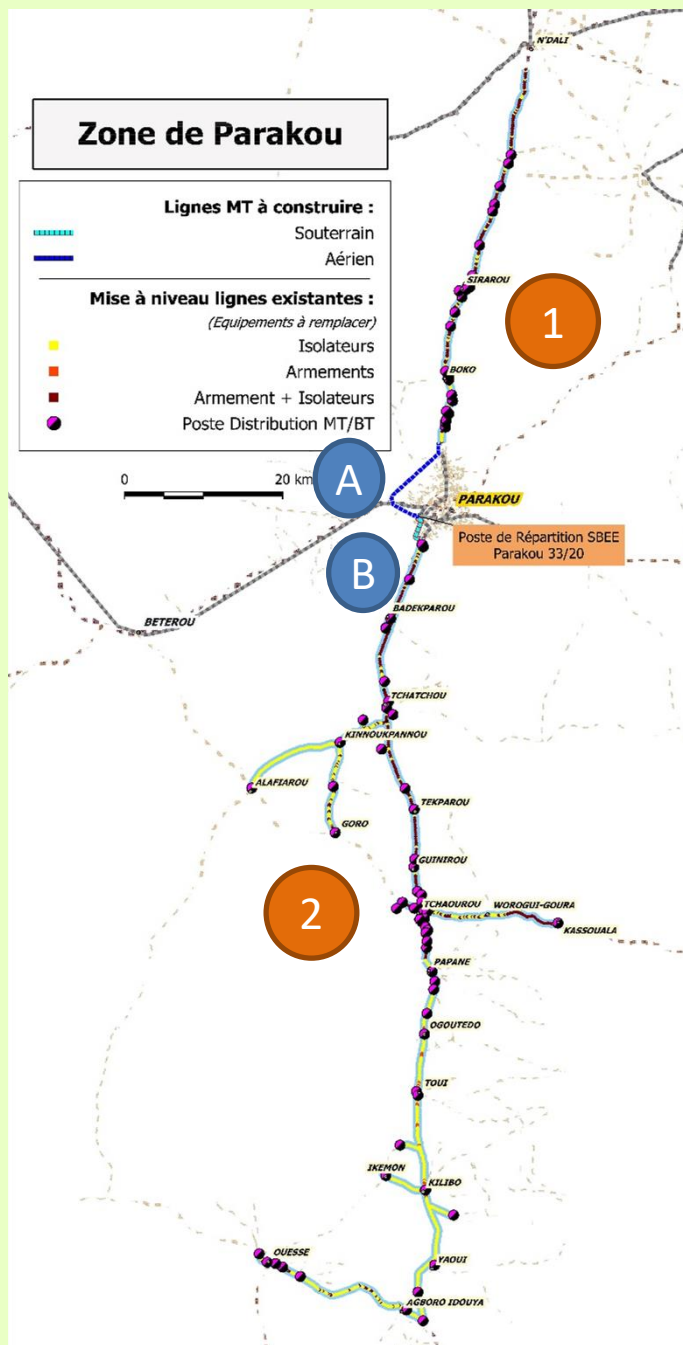 N'DALI
Zone de Parakou
Lignes MT à construire :
Souterrain
Aérien
Mise à niveau lignes existantes :
(Equipements à remplacer)
Isolateurs
Armements
Armement + Isolateurs
Poste Distribution MT/BT
0 20 km
SIRAROU
1
BOKO
A
PARAKOU
Poste de Répartition SBEE
Parakou 33/20
B
BADEKPAROU
BETEROU
TCHATCHOU
KINNOUKPANNOU
ALAFIAROU
TEKPAROU
GORO
GUINIROU
2
TCHAOUROU
WOROGUI-GOURA
KASSOUALA
PAPANE
OGOUTEDO
TOUI
IKEMON
KILIBO
OUESSE
YAOUI
AGBORO IDOUYA